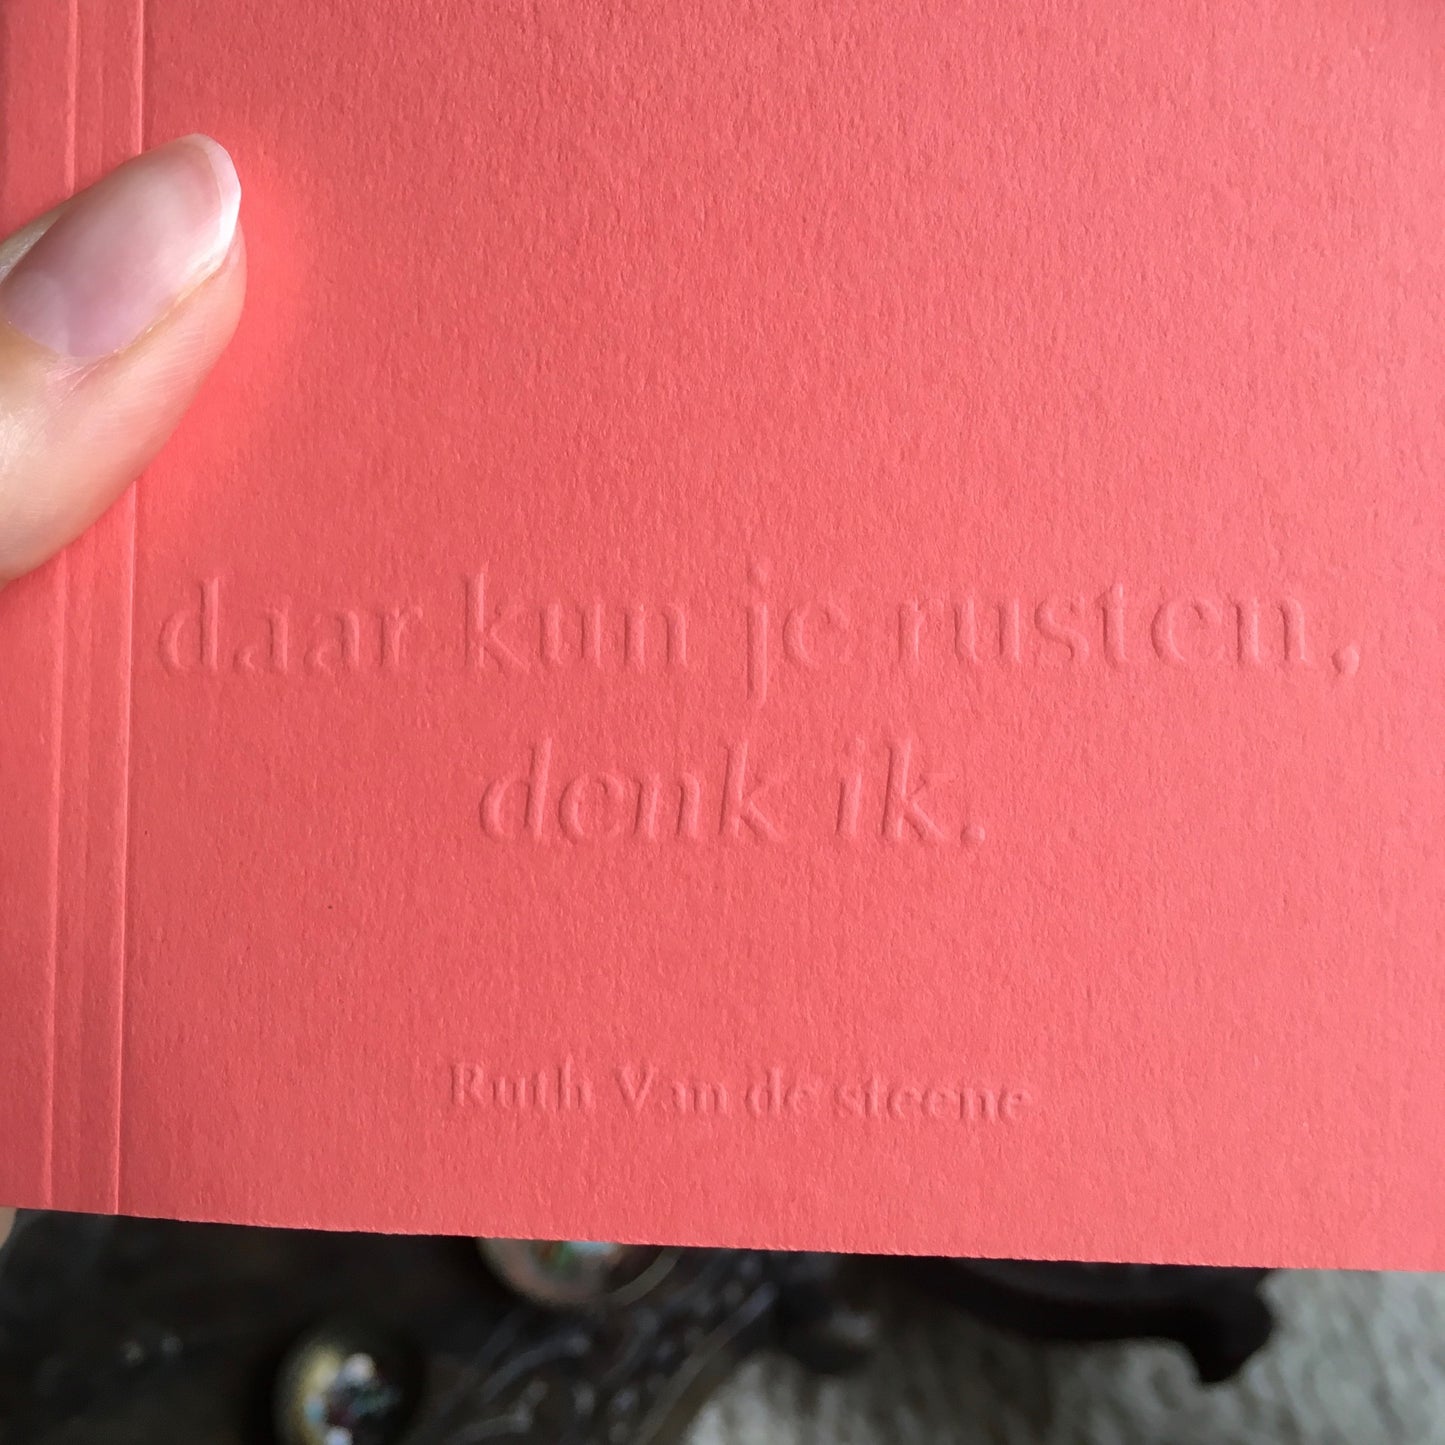 daar kun je rusten,
denk ik.
Ruth Van de steene